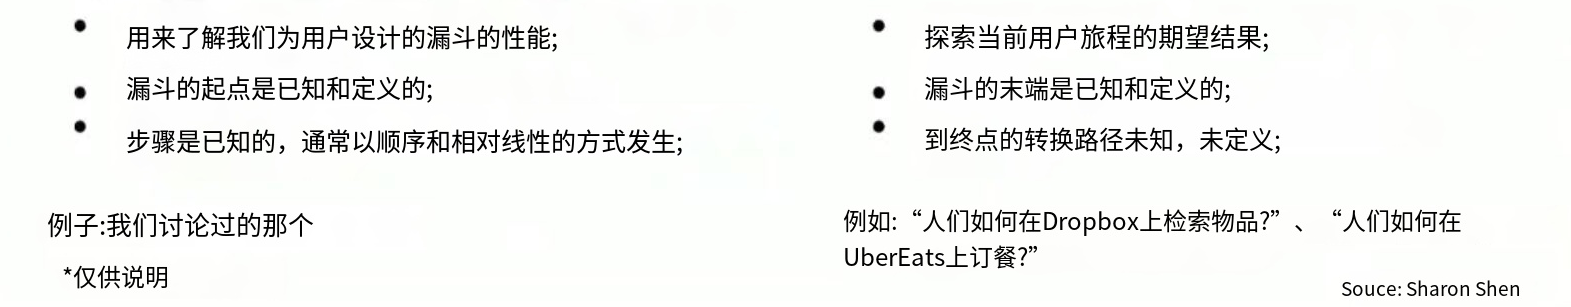 用来了解我们为用户设计的漏斗的性能;
漏斗的起点是已知和定义的;
步骤是已知的，通常以顺序和相对线性的方式发生;
例子:我们讨论过的那个
*仅供说明
探索当前用户旅程的期望结果;
漏斗的末端是已知和定义的;
到终点的转换路径未知，未定义;
例如:“人们如何在Dropbox上检索物品?”、“人们如何在
UberEats上订餐?”
Souce: Sharon Shen